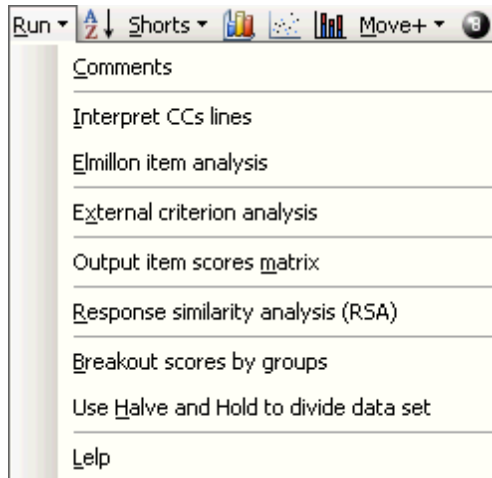 Run A Z Shorts Move+ 8
Comments
Interpret CCs lines
Elmillon item analysis
External criterion analysis
Output item scores matrix
Response similarity analysis (RSA)
Breakout scores by groups
Use Halve and Hold to divide data set
Lelp